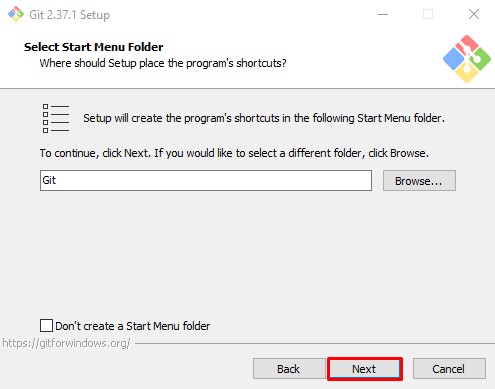 Git 2.37.1 Setup
Select Start Menu Folder
Where should Setup place the program's shortcuts?
Setup will create the program's shortcuts in the following Start Menu folder.
To continue, click Next. If you would like to select a different folder, click Browse.
Git
Browse...
Don't create a Start Menu folder
https://gitforwindows.org/
Back
Next
Cancel